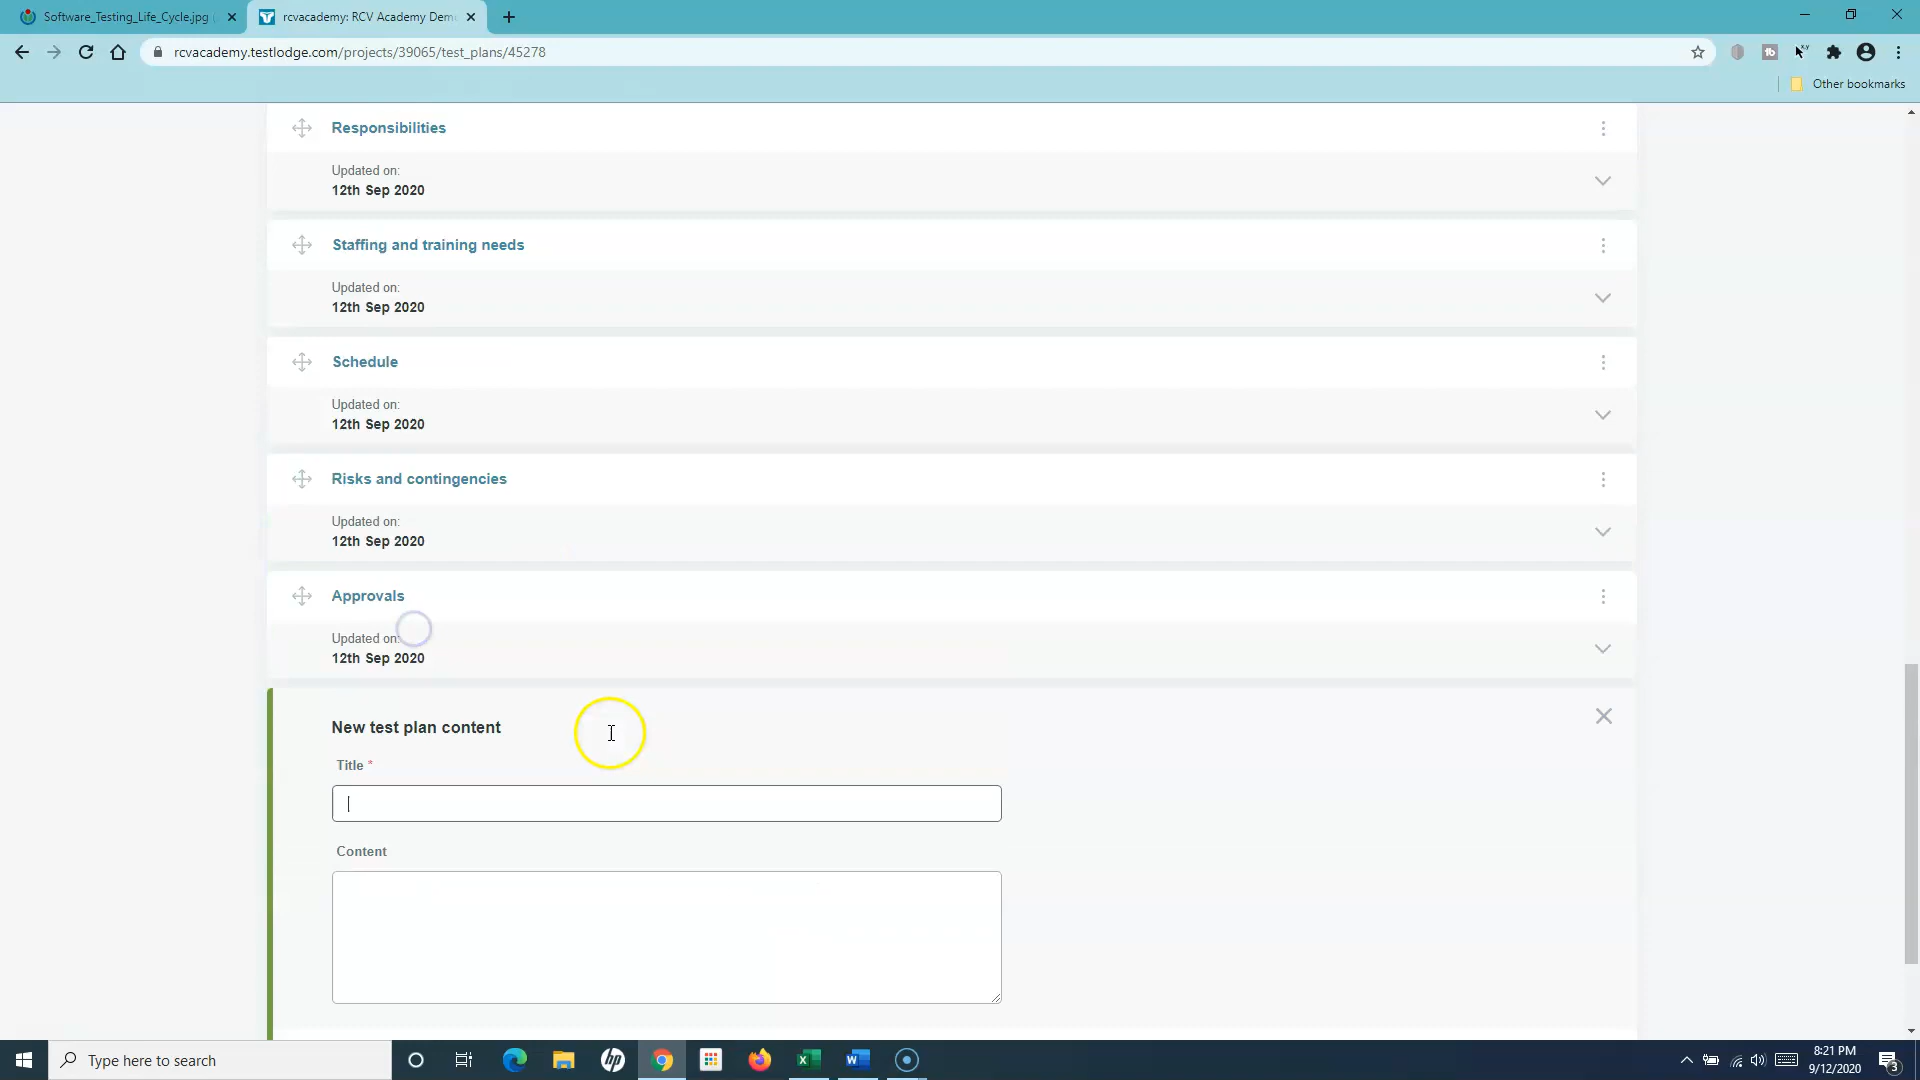 Software_Testing_Life_Cycle.jpg (
rcvacademy: RCV Academy Dem
rcvacademy.testlodge.com/projects/39065/test_plans/45278
Other bookmarks
Responsibilities
Updated on:
12th Sep 2020
Staffing and training needs
Updated on:
12th Sep 2020
Schedule
Updated on:
12th Sep 2020
Risks and contingencies
Updated on:
12th Sep 2020
Approvals
Updated on:
12th Sep 2020
New test plan content
Title *
Content
Type here to search
8:21 PM
9/12/2020
3